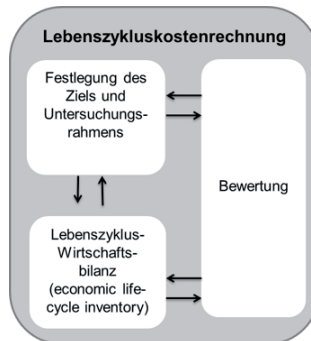 Lebenszykluskostenrechnung
Festlegung des
Ziels und
Untersuchungs-
rahmens
Bewertung
Lebenszyklus-
Wirtschafts-
bilanz
(economic life-
cycle inventory)